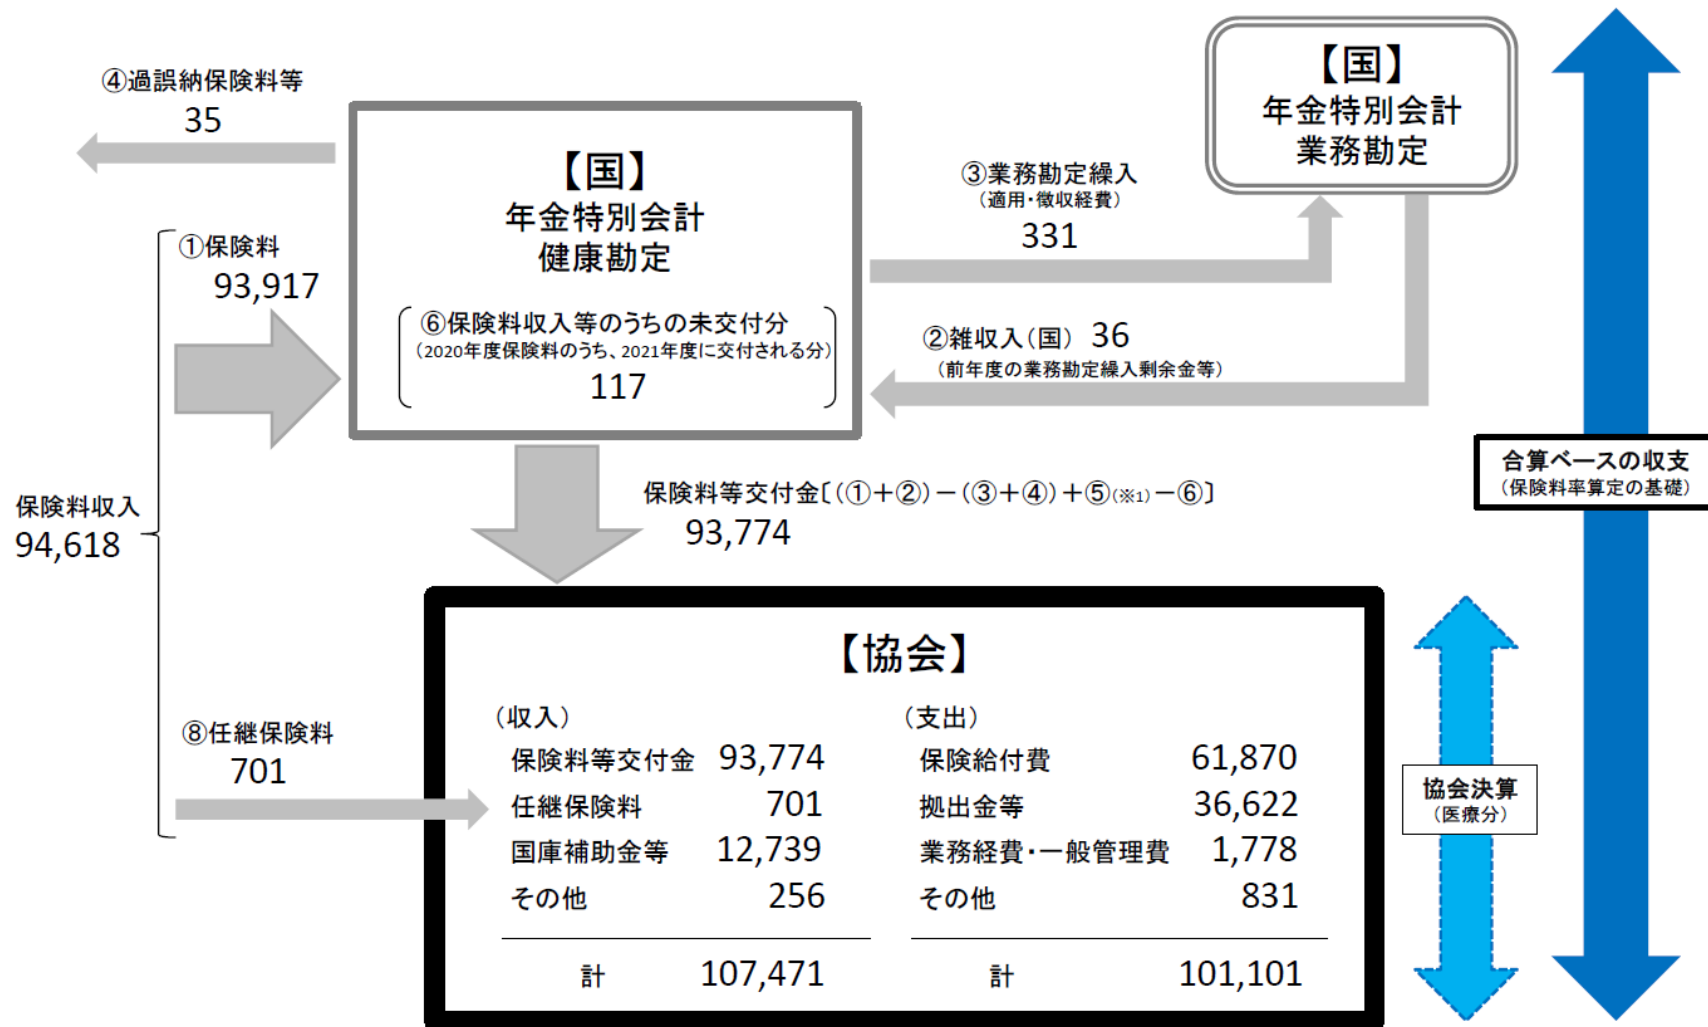 ④過誤納保険料等
35
【国】
年金特別会計
健康勘定
⑥保険料収入等のうちの未交付分
(2020年度保険料のうち、2021年度に交付される分)
117
【国】
年金特別会計
業務勘定
③業務勘定繰入
(適用・徴収経費)
331
②雑収入(国) 36
(前年度の業務勘定繰入剰余金等)
①保険料
93,917
保険料収入
94,618
保険料等交付金〔(①+②)-(③+④)+⑤(※1)-⑥〕
93,774
合算ベースの収支
(保険料率算定の基礎)
⑧任継保険料
701
【協会】
(収入)
保険料等交付金 93,774
任継保険料 701
国庫補助金等 12,739
その他 256
計 107,471
(支出)
保険給付費 61,870
拠出金等 36,622
業務経費・一般管理費 1,778
その他 831
計 101,101
協会決算
(医療分)